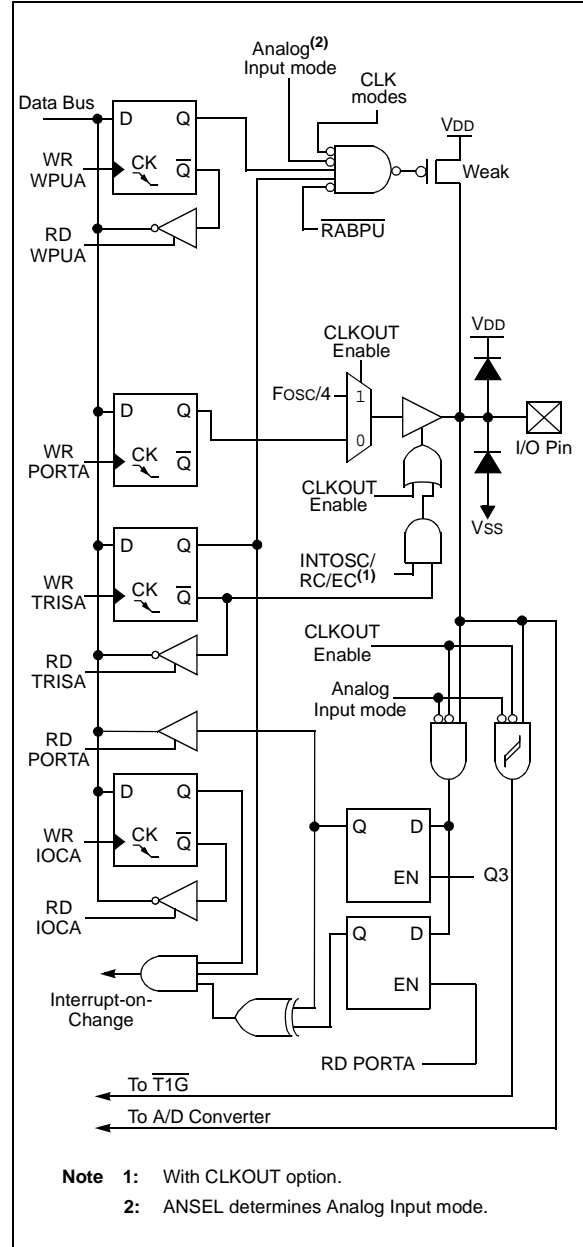 Analog(2)
Input mode
CLK
modes
Data Bus
D Q
VDD
WR
WPUA
CK Q
Weak
RD
WPUA
RABPU
CLKOUT
Enable
VDD
FOSC/4
1
D Q
0
I/O Pin
WR
PORTA
CK Q
CLKOUT
Enable
VSS
D Q
INTOSC/
RC/EC(1)
WR
TRISA
CK Q
CLKOUT
Enable
RD
TRISA
Analog
Input mode
RD
PORTA
D Q
Q D
WR
IOCA
CK Q
EN Q3
RD
IOCA
Q D
EN
Interrupt-on-
Change
RD PORTA
To T1G
To A/D Converter
Note 1: With CLKOUT option.
2: ANSEL determines Analog Input mode.